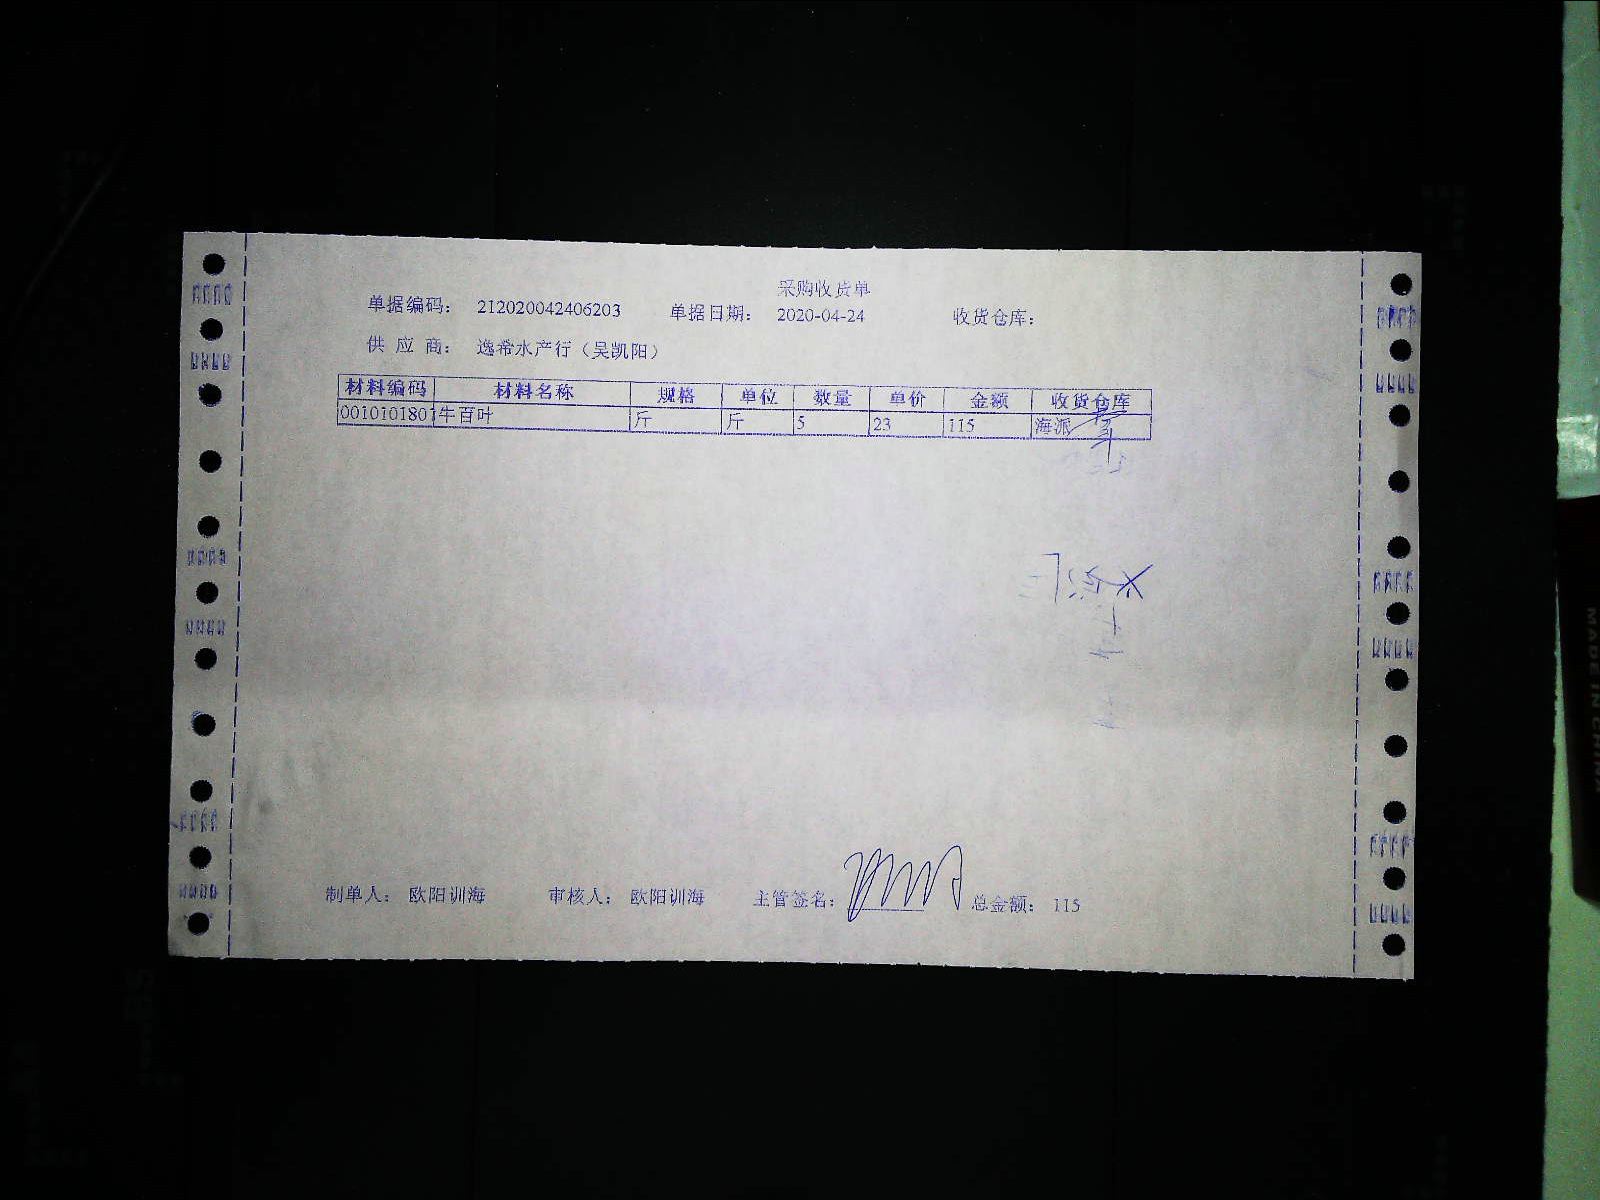 采购收货单
单据编码： 212020042406203 单据日期： 2020-04-24 收货仓库：
供 应 商： 逸希水产行（吴凯阳）
材料编码 材料名称 规格 单位 数量 单价 金额 收货仓库
0010101801 牛百叶 斤 斤 5 23 115 海派
制单人： 欧阳训海 审核人： 欧阳训海 主管签名： 总金额： 115
MADE IN CHINA